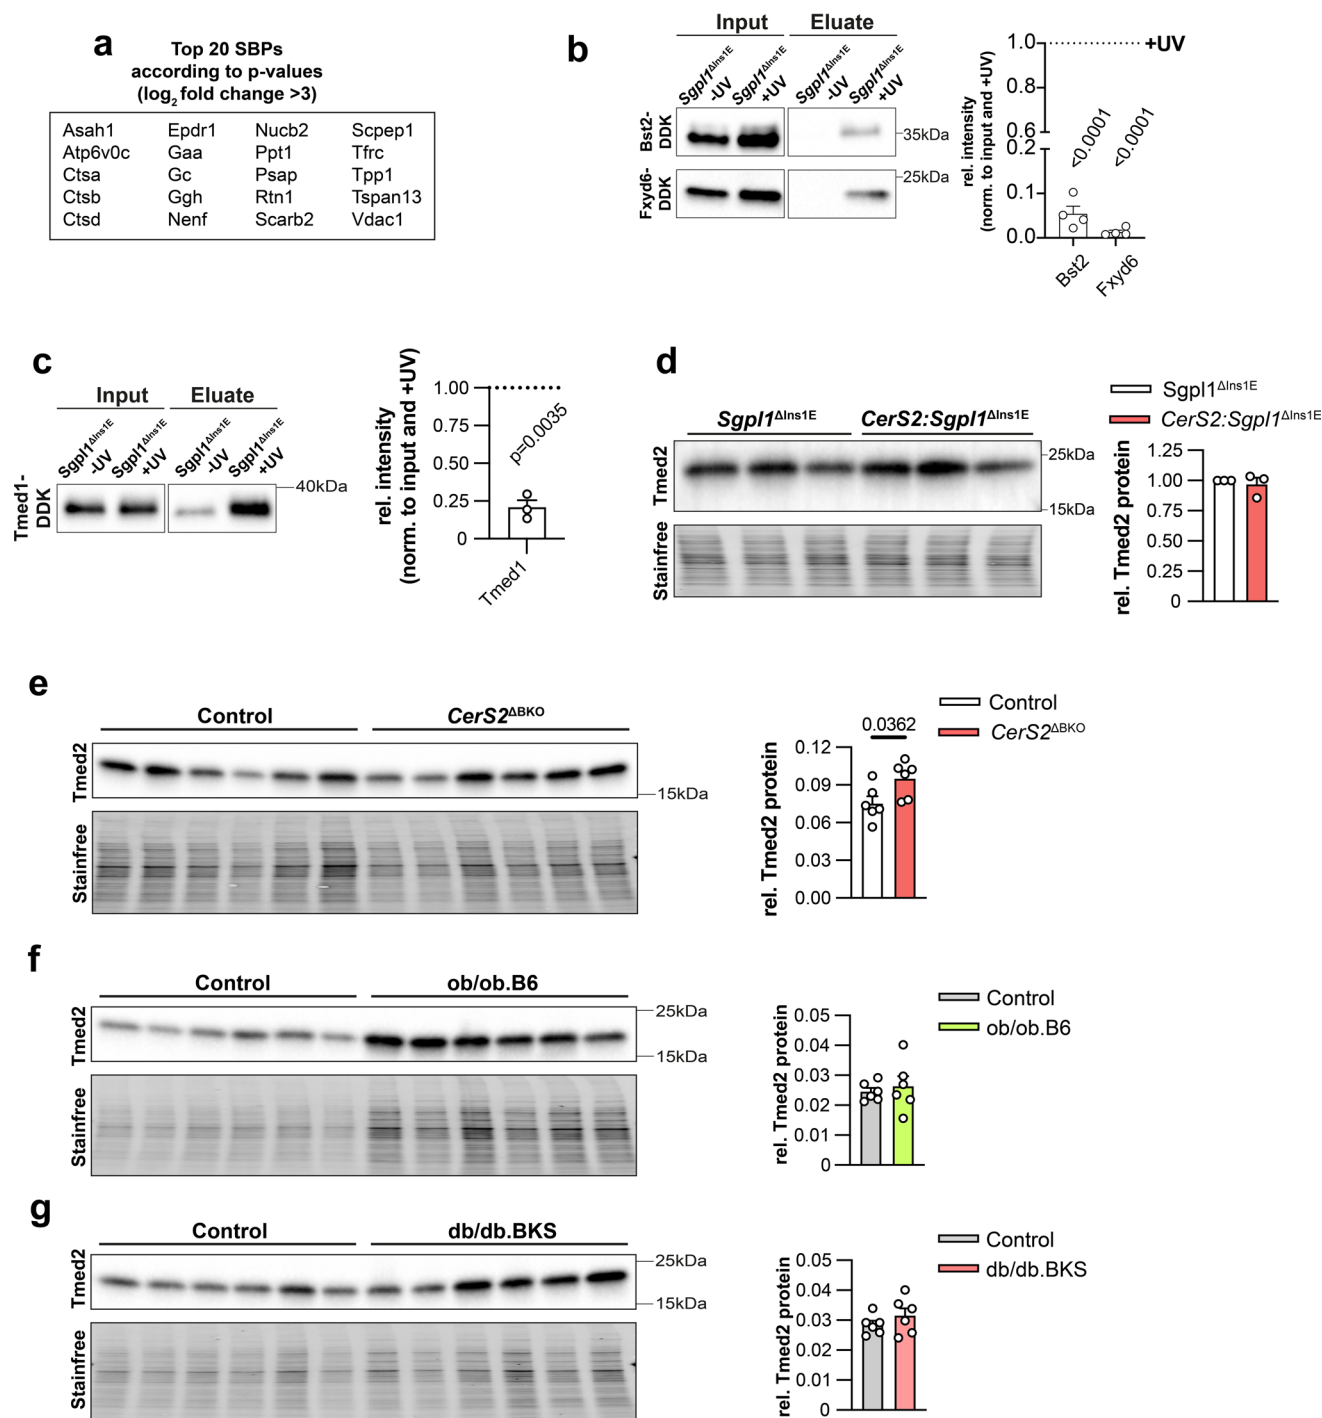 a
Top 20 SBPs
according to p-values
(log2 fold change >3)
Asah1 Epdr1 Nucb2 Scpep1
Atp6v0c Gaa Ppt1 Tfrc
Ctsa Gc Psap Tpp1
Ctsb Ggh Rtn1 Tspan13
Ctsd Nenf Scarb2 Vdac1
b
Input Eluate
Sgpl1ΔIns1E -UV
Sgpl1ΔIns1E +UV
Sgpl1ΔIns1E -UV
Sgpl1ΔIns1E +UV
Bst2-
DDK
35kDa
Fxyd6-
DDK
25kDa
rel. intensity
(norm. to input and +UV)
1.0
0.8
0.6
0.2
0.1
0.0
+UV
<0.0001
<0.0001
Bst2
Fxyd6
c
Input Eluate
Sgpl1ΔIns1E -UV
Sgpl1ΔIns1E +UV
Sgpl1ΔIns1E -UV
Sgpl1ΔIns1E +UV
Tmed1-
DDK
40kDa
rel. intensity
(norm. to input and +UV)
1.00
0.75
0.50
0.25
0
p=0.0035
Tmed1
d
Sgpl1ΔIns1E CerS2:Sgpl1ΔIns1E
Tmed2
25kDa
15kDa
Stainfree
Sgpl1ΔIns1E
CerS2:Sgpl1ΔIns1E
rel. Tmed2 protein
1.25
1.00
0.75
0.50
0.25
0
e
Control CerS2ΔBKO
Tmed2
15kDa
Stainfree
Control
CerS2ΔBKO
0.0362
rel. Tmed2 protein
0.12
0.09
0.06
0.03
0.00
f
Control ob/ob.B6
Tmed2
25kDa
15kDa
Stainfree
Control
ob/ob.B6
rel. Tmed2 protein
0.05
0.04
0.03
0.02
0.01
0
g
Control db/db.BKS
Tmed2
25kDa
15kDa
Stainfree
Control
db/db.BKS
rel. Tmed2 protein
0.05
0.04
0.03
0.02
0.01
0